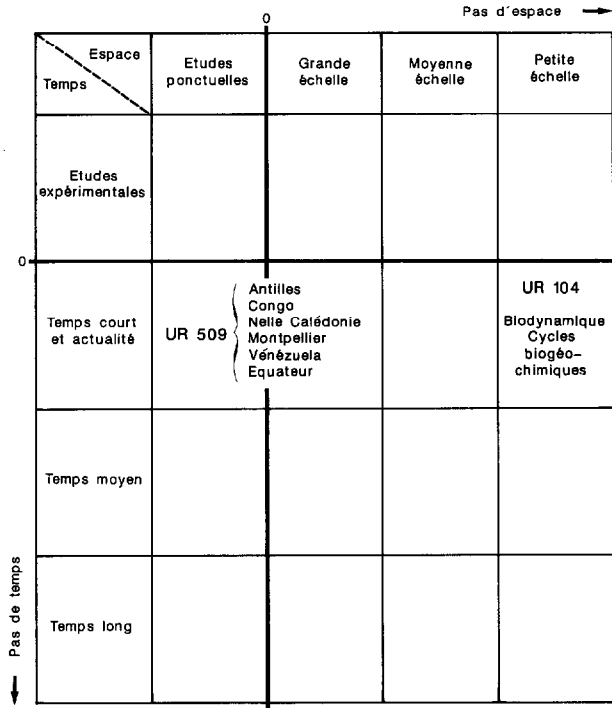 0
Pas d'espace
Espace
Temps
Etudes
ponctuelles
Grande
échelle
Moyenne
échelle
Petite
échelle
Etudes
expérimentales
0
Temps court
et actualité
UR 509
Antilles
Congo
Nelle Calédonie
Montpellier
Vénézuela
Equateur
UR 104
Biodynamique
Cycles
biogéo-
chimiques
Temps moyen
Temps long
Pas de temps